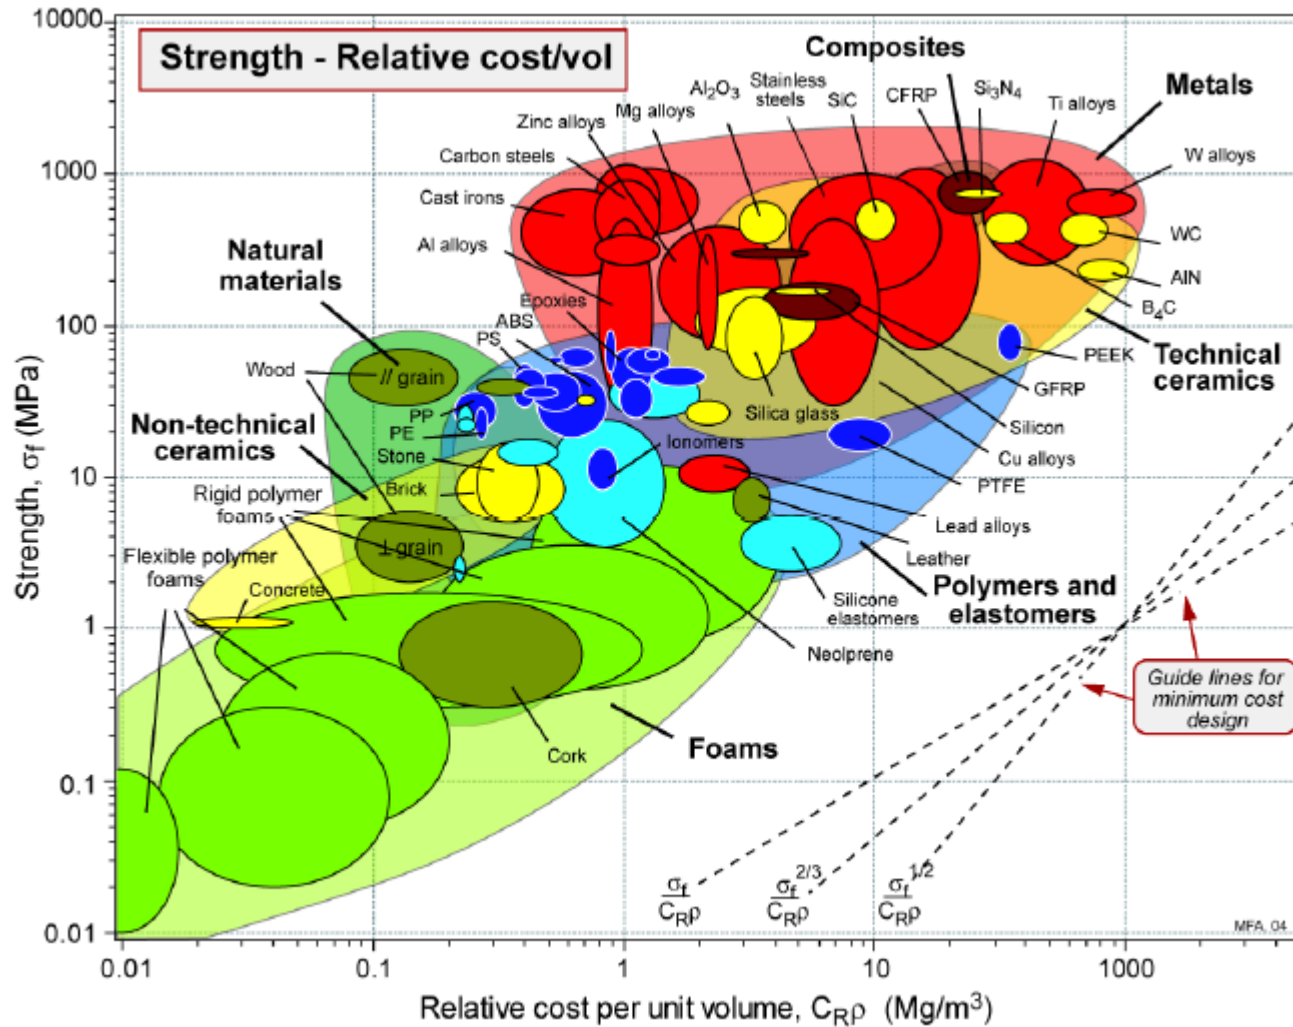 Strength - Relative cost/vol
Composites
Metals
Al₂O₃
Stainless
steels
SiC
CFRP
Si₃N₄
Ti alloys
Mg alloys
Zinc alloys
Carbon steels
Cast irons
Al alloys
W alloys
WC
AlN
B₄C
Natural
materials
Epoxies
ABS
PS
Wood
// grain
PP
PE
Non-technical
ceramics
Stone
Brick
Rigid polymer
foams
⊥ grain
Flexible polymer
foams
Concrete
PEEK
Technical
ceramics
GFRP
Silica glass
Silicon
Ionomers
Cu alloys
PTFE
Lead alloys
Leather
Polymers and
elastomers
Silicone
elastomers
Neolprene
Cork
Foams
Guide lines for
minimum cost
design
σf/CRρ
σf^2/3/CRρ
σf^1/2/CRρ
MFA, 04
Strength, σf (MPa)
10000
1000
100
10
1
0.1
0.01
0.01
0.1
1
10
1000
Relative cost per unit volume, CRρ (Mg/m³)